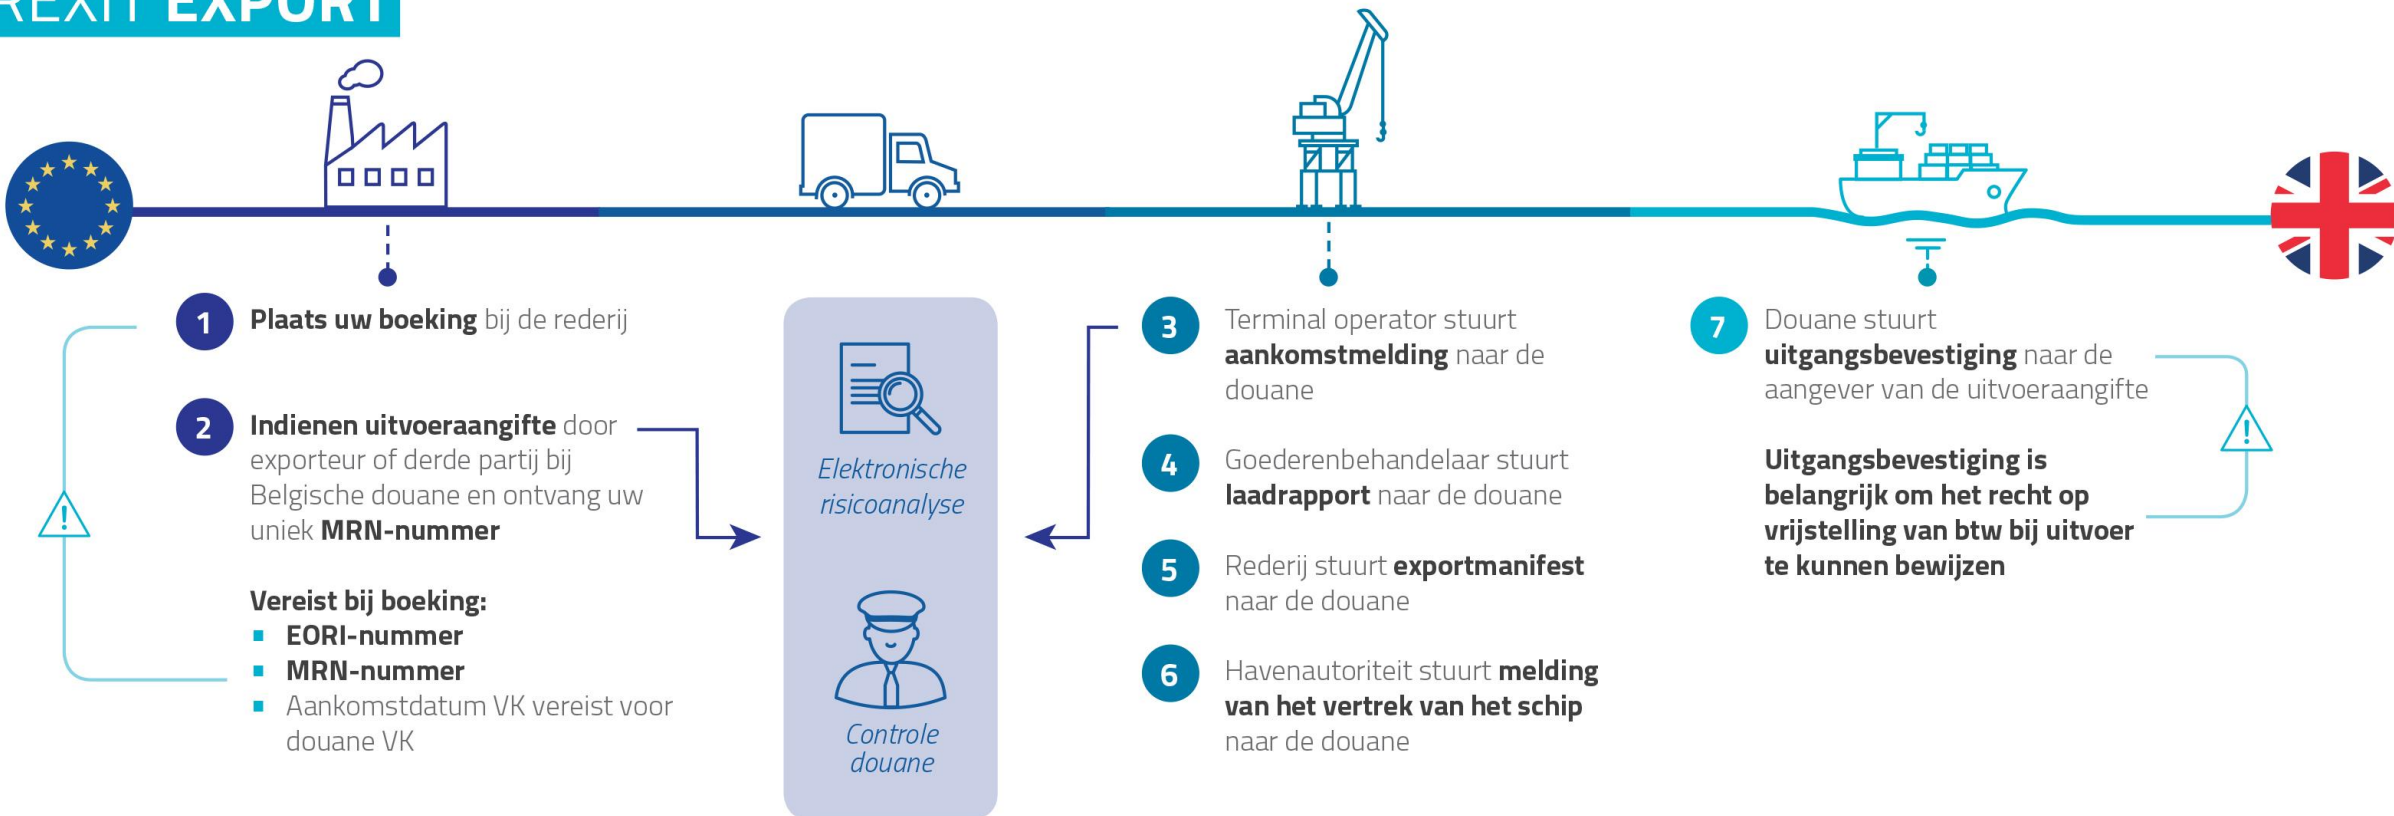 EXPORT
1
Plaats uw boeking bij de rederij
2
Indienen uitvoeraangifte door
exporteur of derde partij bij
Belgische douane en ontvang uw
uniek MRN-nummer
Vereist bij boeking:
EORI-nummer
MRN-nummer
Aankomstdatum VK vereist voor
douane VK
Elektronische
risicoanalyse
Controle
douane
3
Terminal operator stuurt
aankomstmelding naar de
douane
4
Goederenbehandelaar stuurt
laadrapport naar de douane
5
Rederij stuurt exportmanifest
naar de douane
6
Havenautoriteit stuurt melding
van het vertrek van het schip
naar de douane
7
Douane stuurt
uitgangsbevestiging naar de
aangever van de uitvoeraangifte
Uitgangsbevestiging is
belangrijk om het recht op
vrijstelling van btw bij uitvoer
te kunnen bewijzen